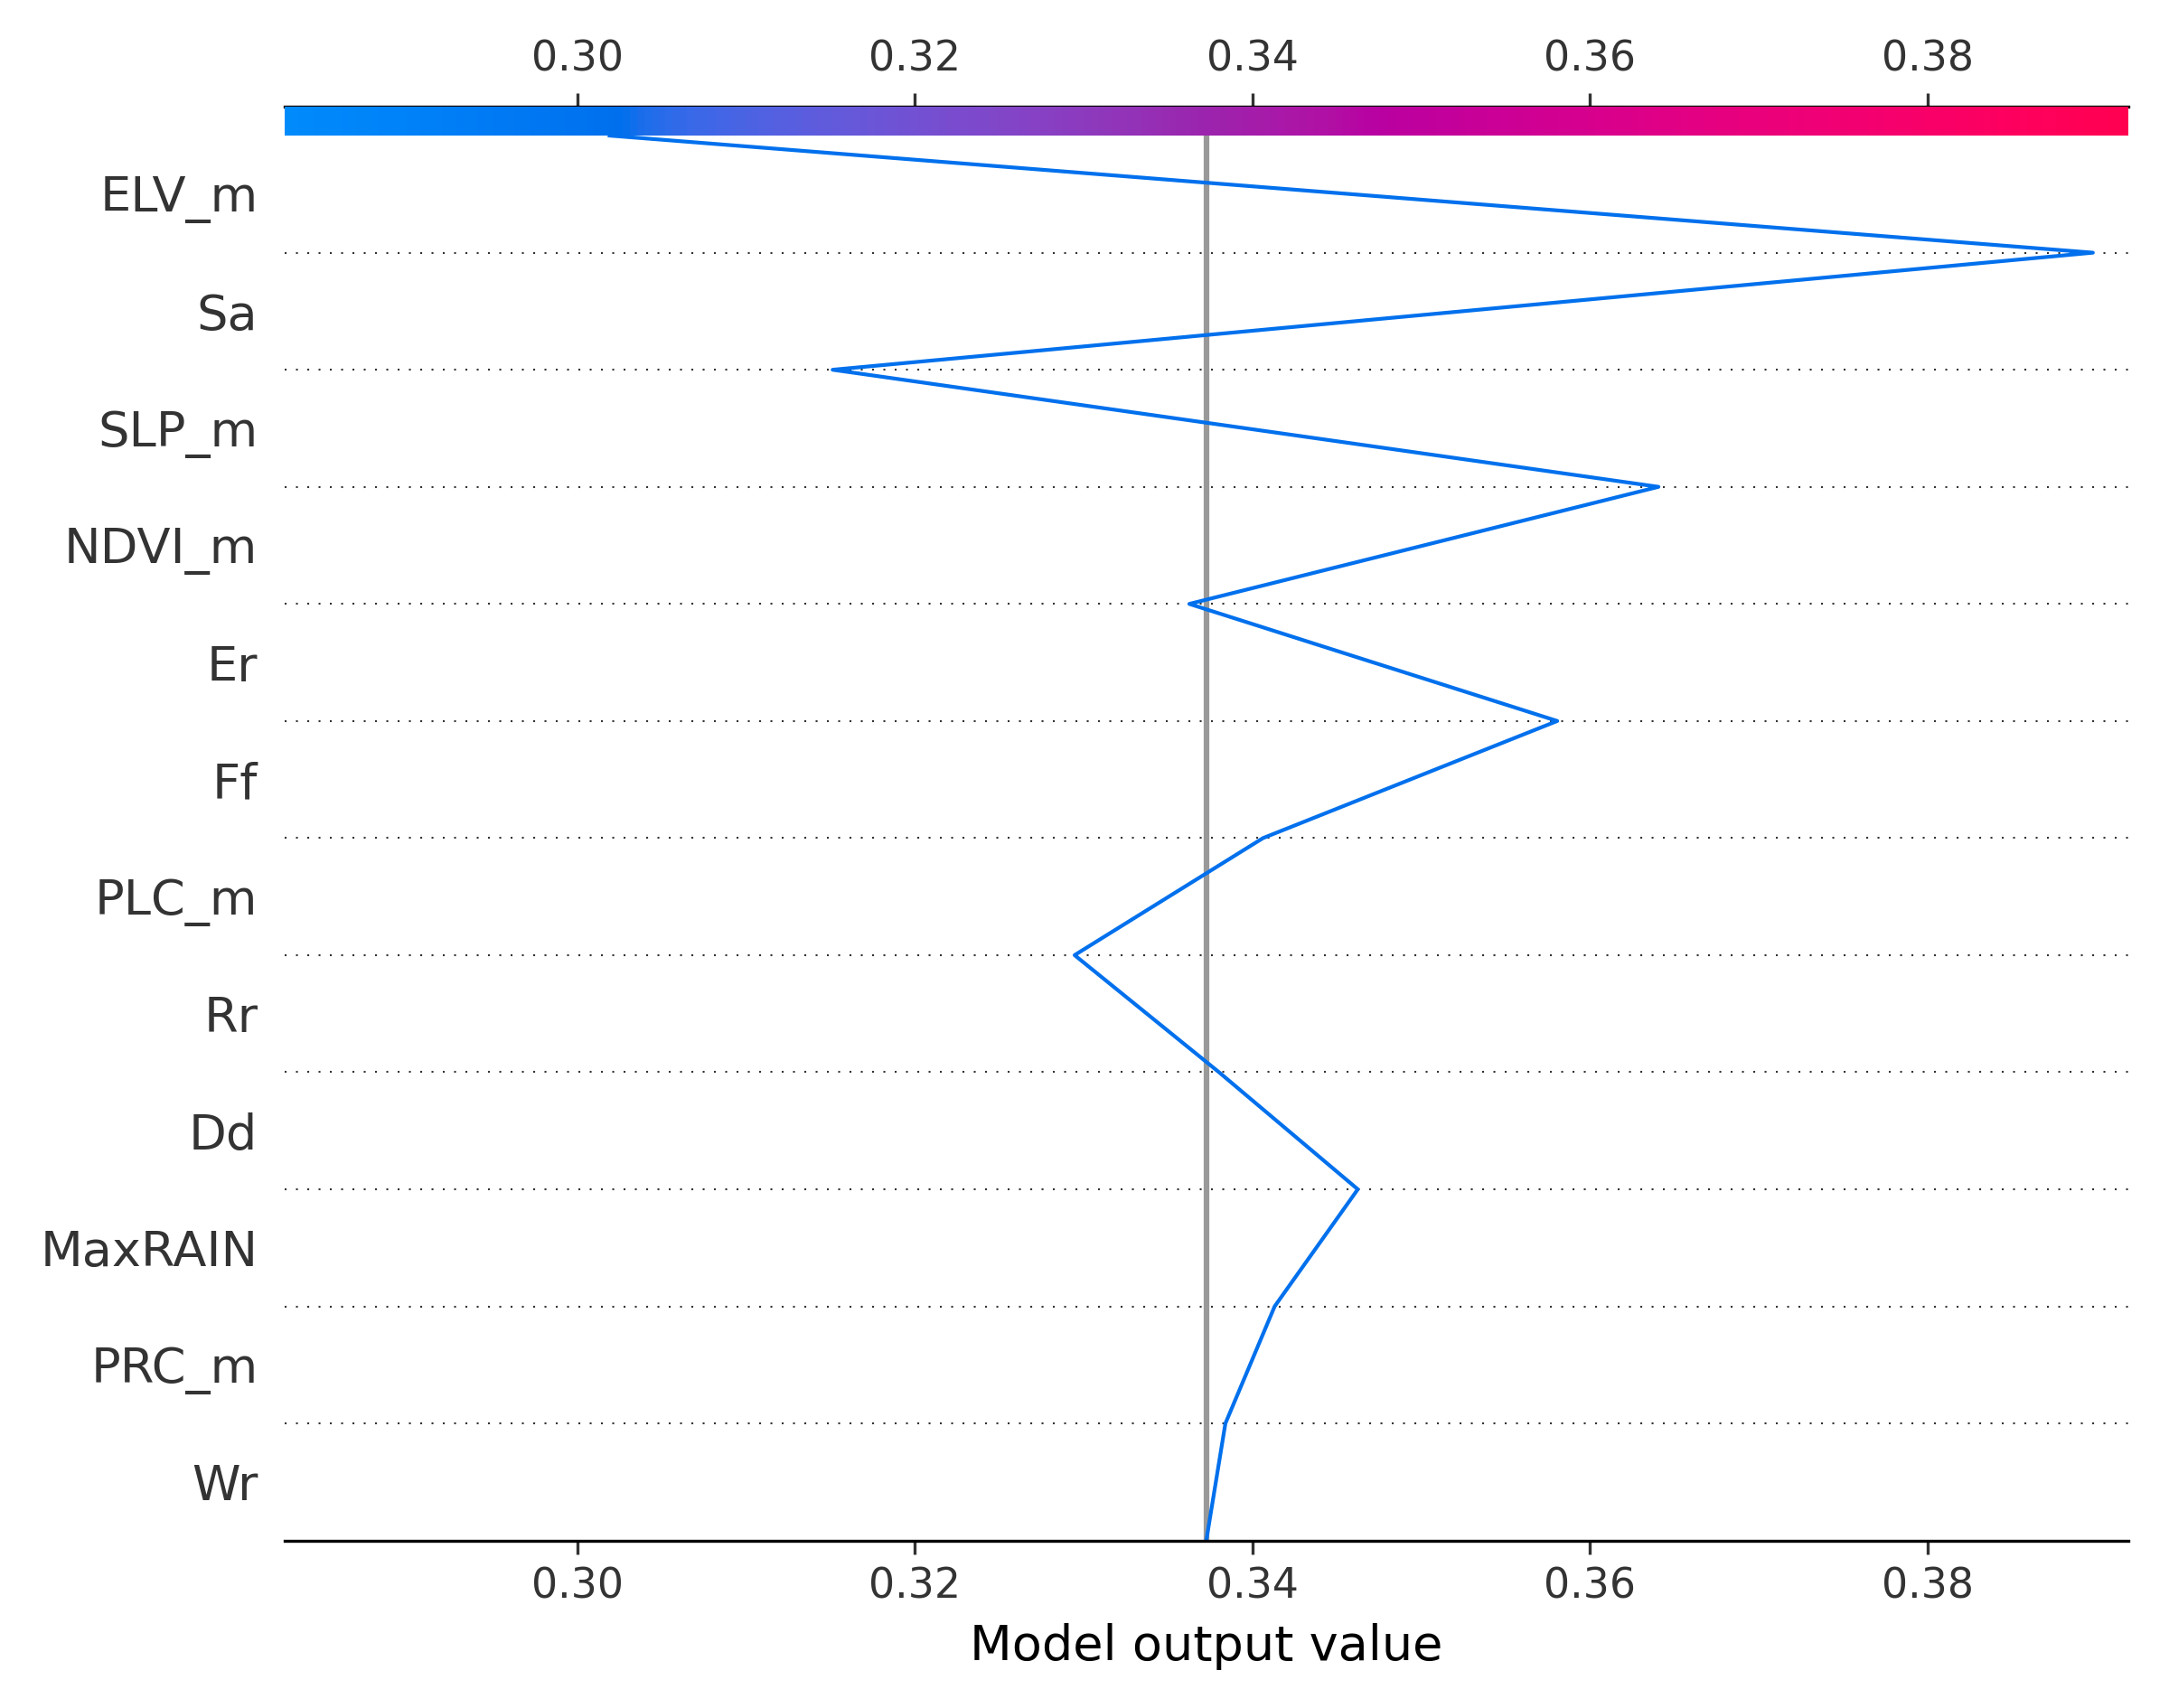 0.30 0.32 0.34 0.36 0.38
ELV_m
Sa
SLP_m
NDVI_m
Er
Ff
PLC_m
Rr
Dd
MaxRAIN
PRC_m
Wr
0.30 0.32 0.34 0.36 0.38
Model output value